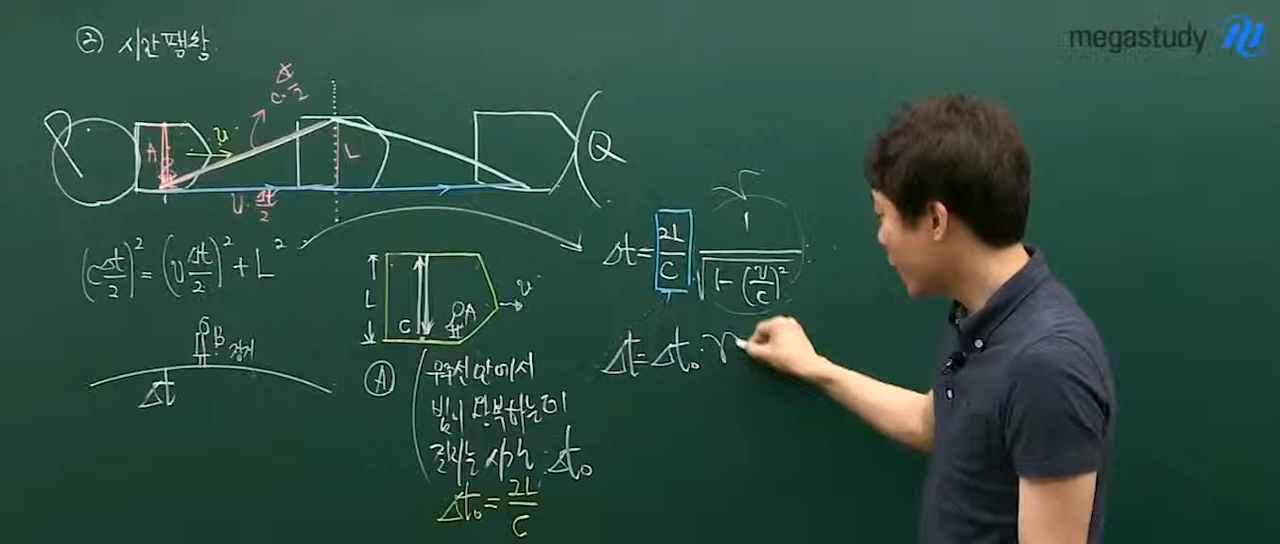 megastudy
② 시간팽창.
c·Δt/2
P
A
v
L
Q
v·Δt/2
(cΔt/2)² = (vΔt/2)² + L²
B 정지
Δt
L
C
A
v
Ⓐ
우주선 안에서
빛이 왕복하는데
걸리는 시간 : Δt₀
Δt₀ = 2L/C
r
Δt = 2L/C 1/√(1-(v/c)²)
Δt = Δt₀·r